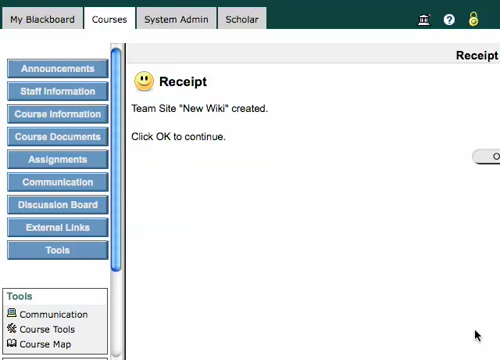 My Blackboard Courses System Admin Scholar
Receipt
Announcements
Staff Information
Course Information
Course Documents
Assignments
Communication
Discussion Board
External Links
Tools
Receipt
Team Site "New Wiki" created.
Click OK to continue.
O
Tools
Communication
Course Tools
Course Map